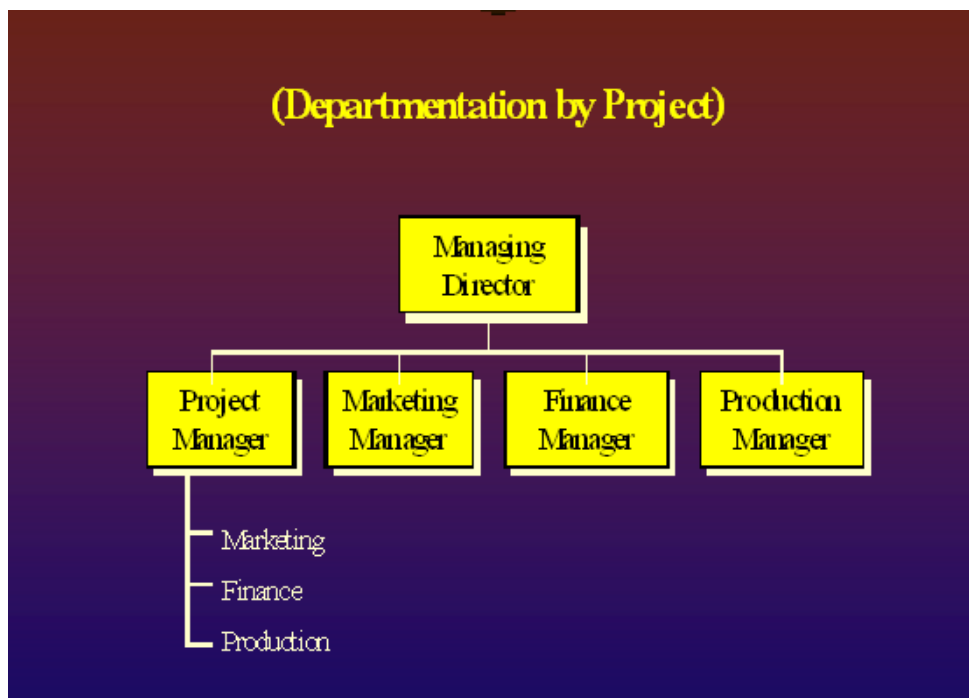 (Departmentation by Project)
Managing
Director
Project
Manager
Marketing
Manager
Finance
Manager
Production
Manager
Marketing
Finance
Production